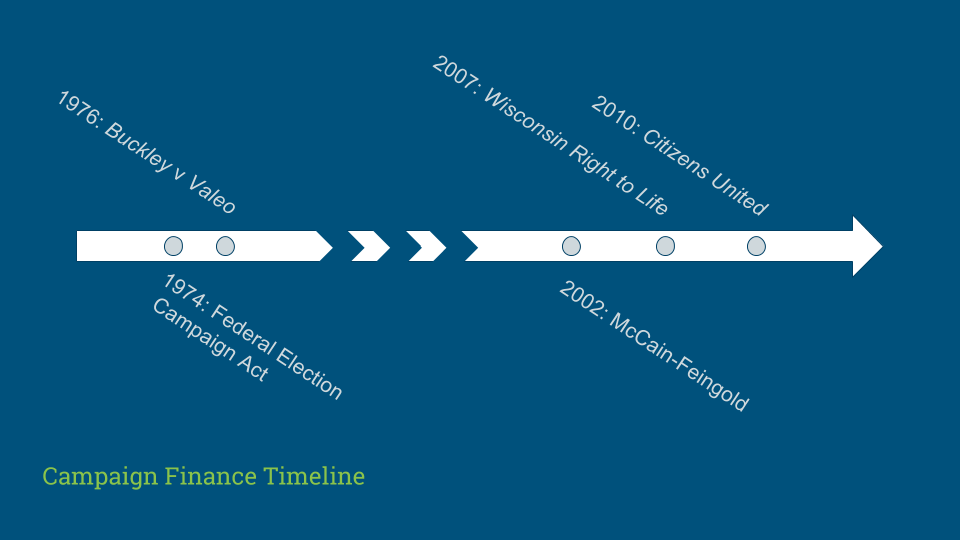 1976: Buckley v Valeo
2007: Wisconsin Right to Life
2010: Citizens United
1974: Federal Election
Campaign Act
2002: McCain-Feingold
Campaign Finance Timeline